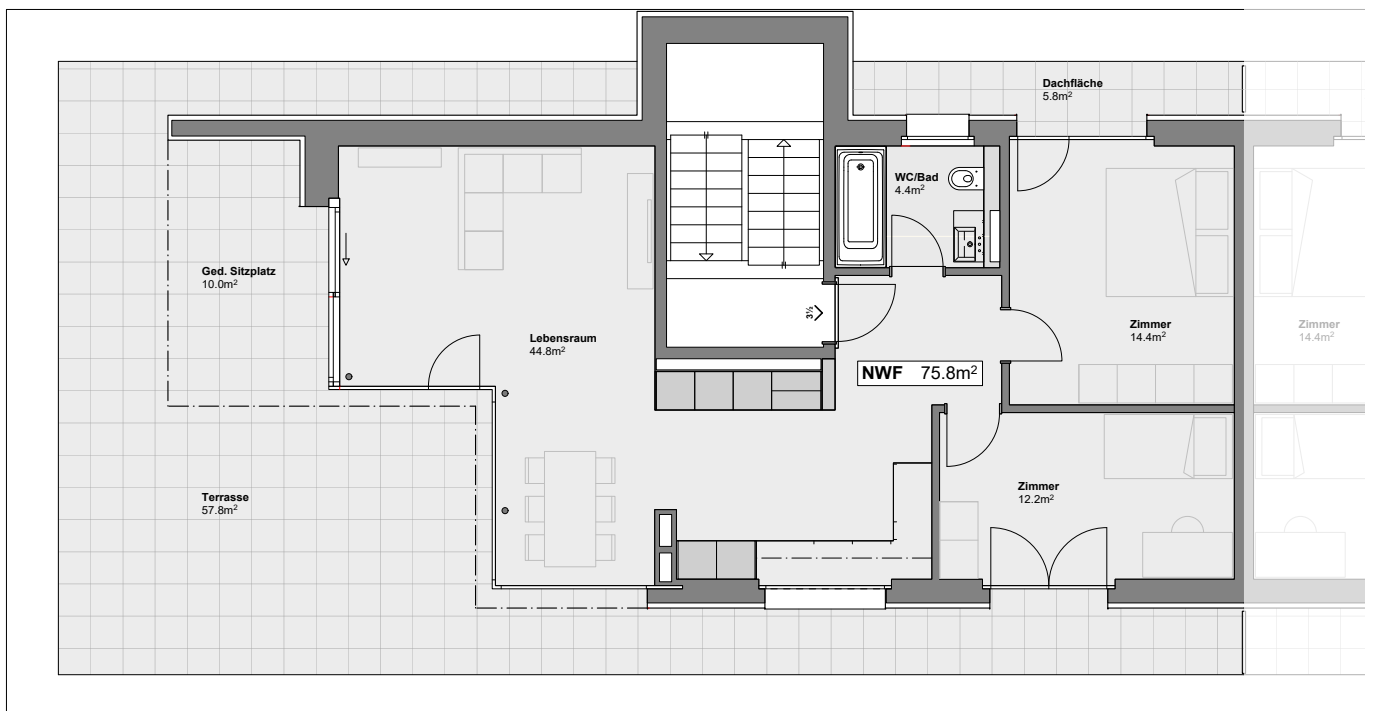 Dachfläche
5.8m²
WC/Bad
4.4m²
Ged. Sitzplatz
10.0m²
3½
Lebensraum
44.8m²
Zimmer
14.4m²
Zimmer
14.4m²
NWF 75.8m²
Terrasse
57.8m²
Zimmer
12.2m²